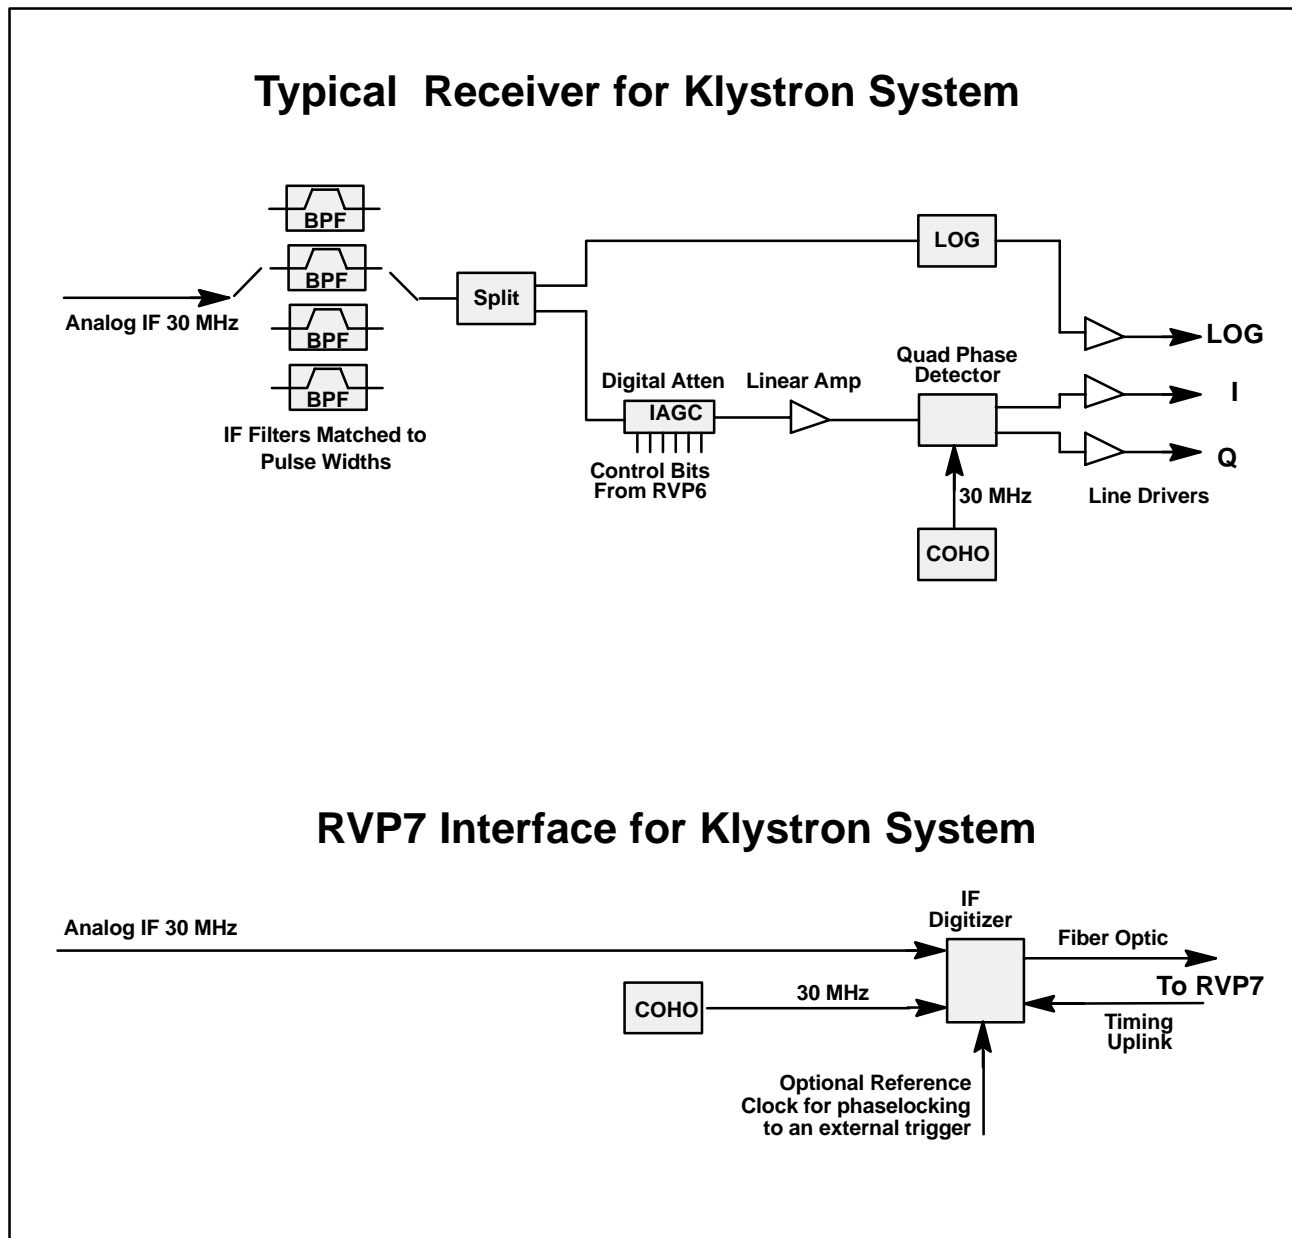 Typical Receiver for Klystron System
BPF
BPF
BPF
BPF
Analog IF 30 MHz
IF Filters Matched to
Pulse Widths
Split
LOG
LOG
Digital Atten
IAGC
Control Bits
From RVP6
Linear Amp
Quad Phase
Detector
30 MHz
COHO
I
Q
Line Drivers
RVP7 Interface for Klystron System
Analog IF 30 MHz
COHO
30 MHz
IF
Digitizer
Fiber Optic
To RVP7
Timing
Uplink
Optional Reference
Clock for phaselocking
to an external trigger